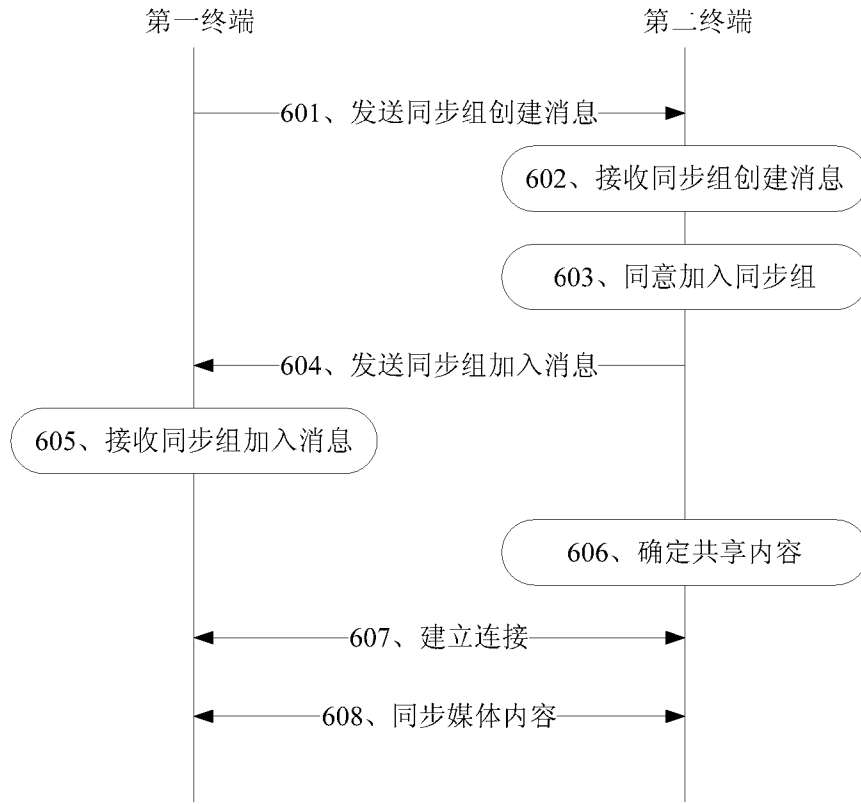 第一终端
第二终端
601、发送同步组创建消息
602、接收同步组创建消息
603、同意加入同步组
604、发送同步组加入消息
605、接收同步组加入消息
606、确定共享内容
607、建立连接
608、同步媒体内容